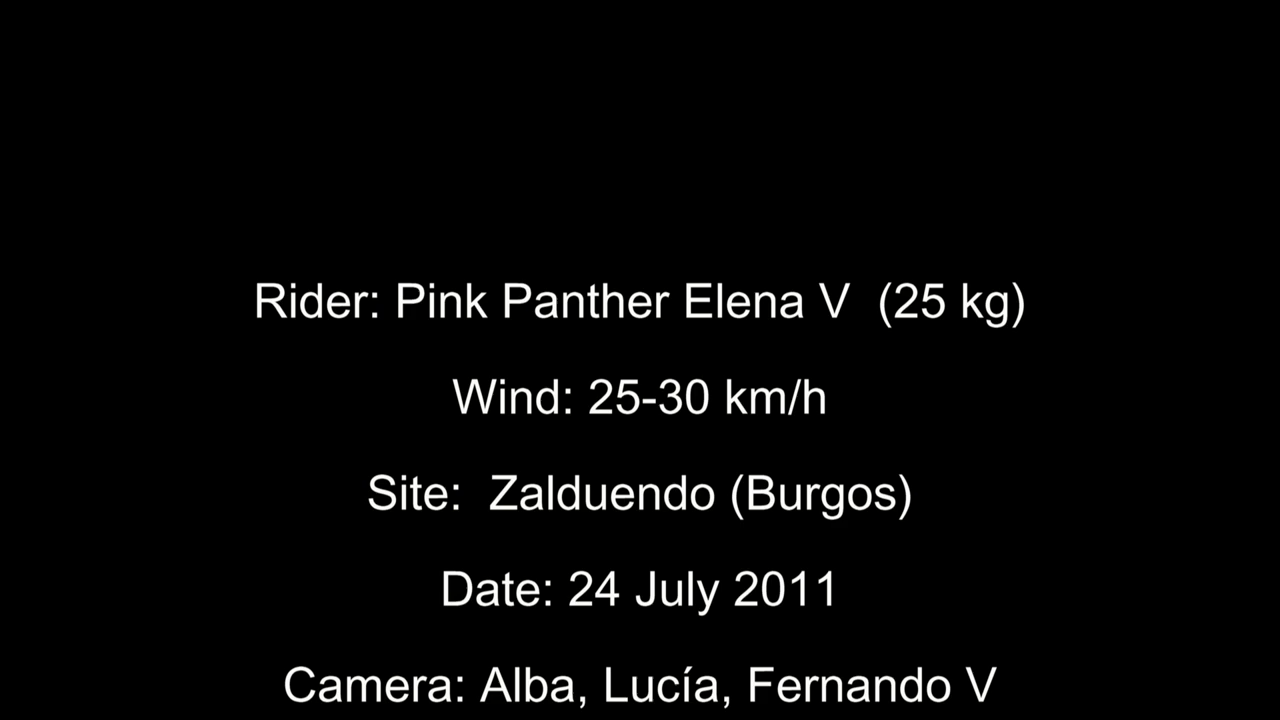 Rider: Pink Panther Elena V  (25 kg)
Wind: 25-30 km/h
Site:  Zalduendo (Burgos)
Date: 24 July 2011
Camera: Alba, Lucía, Fernando V